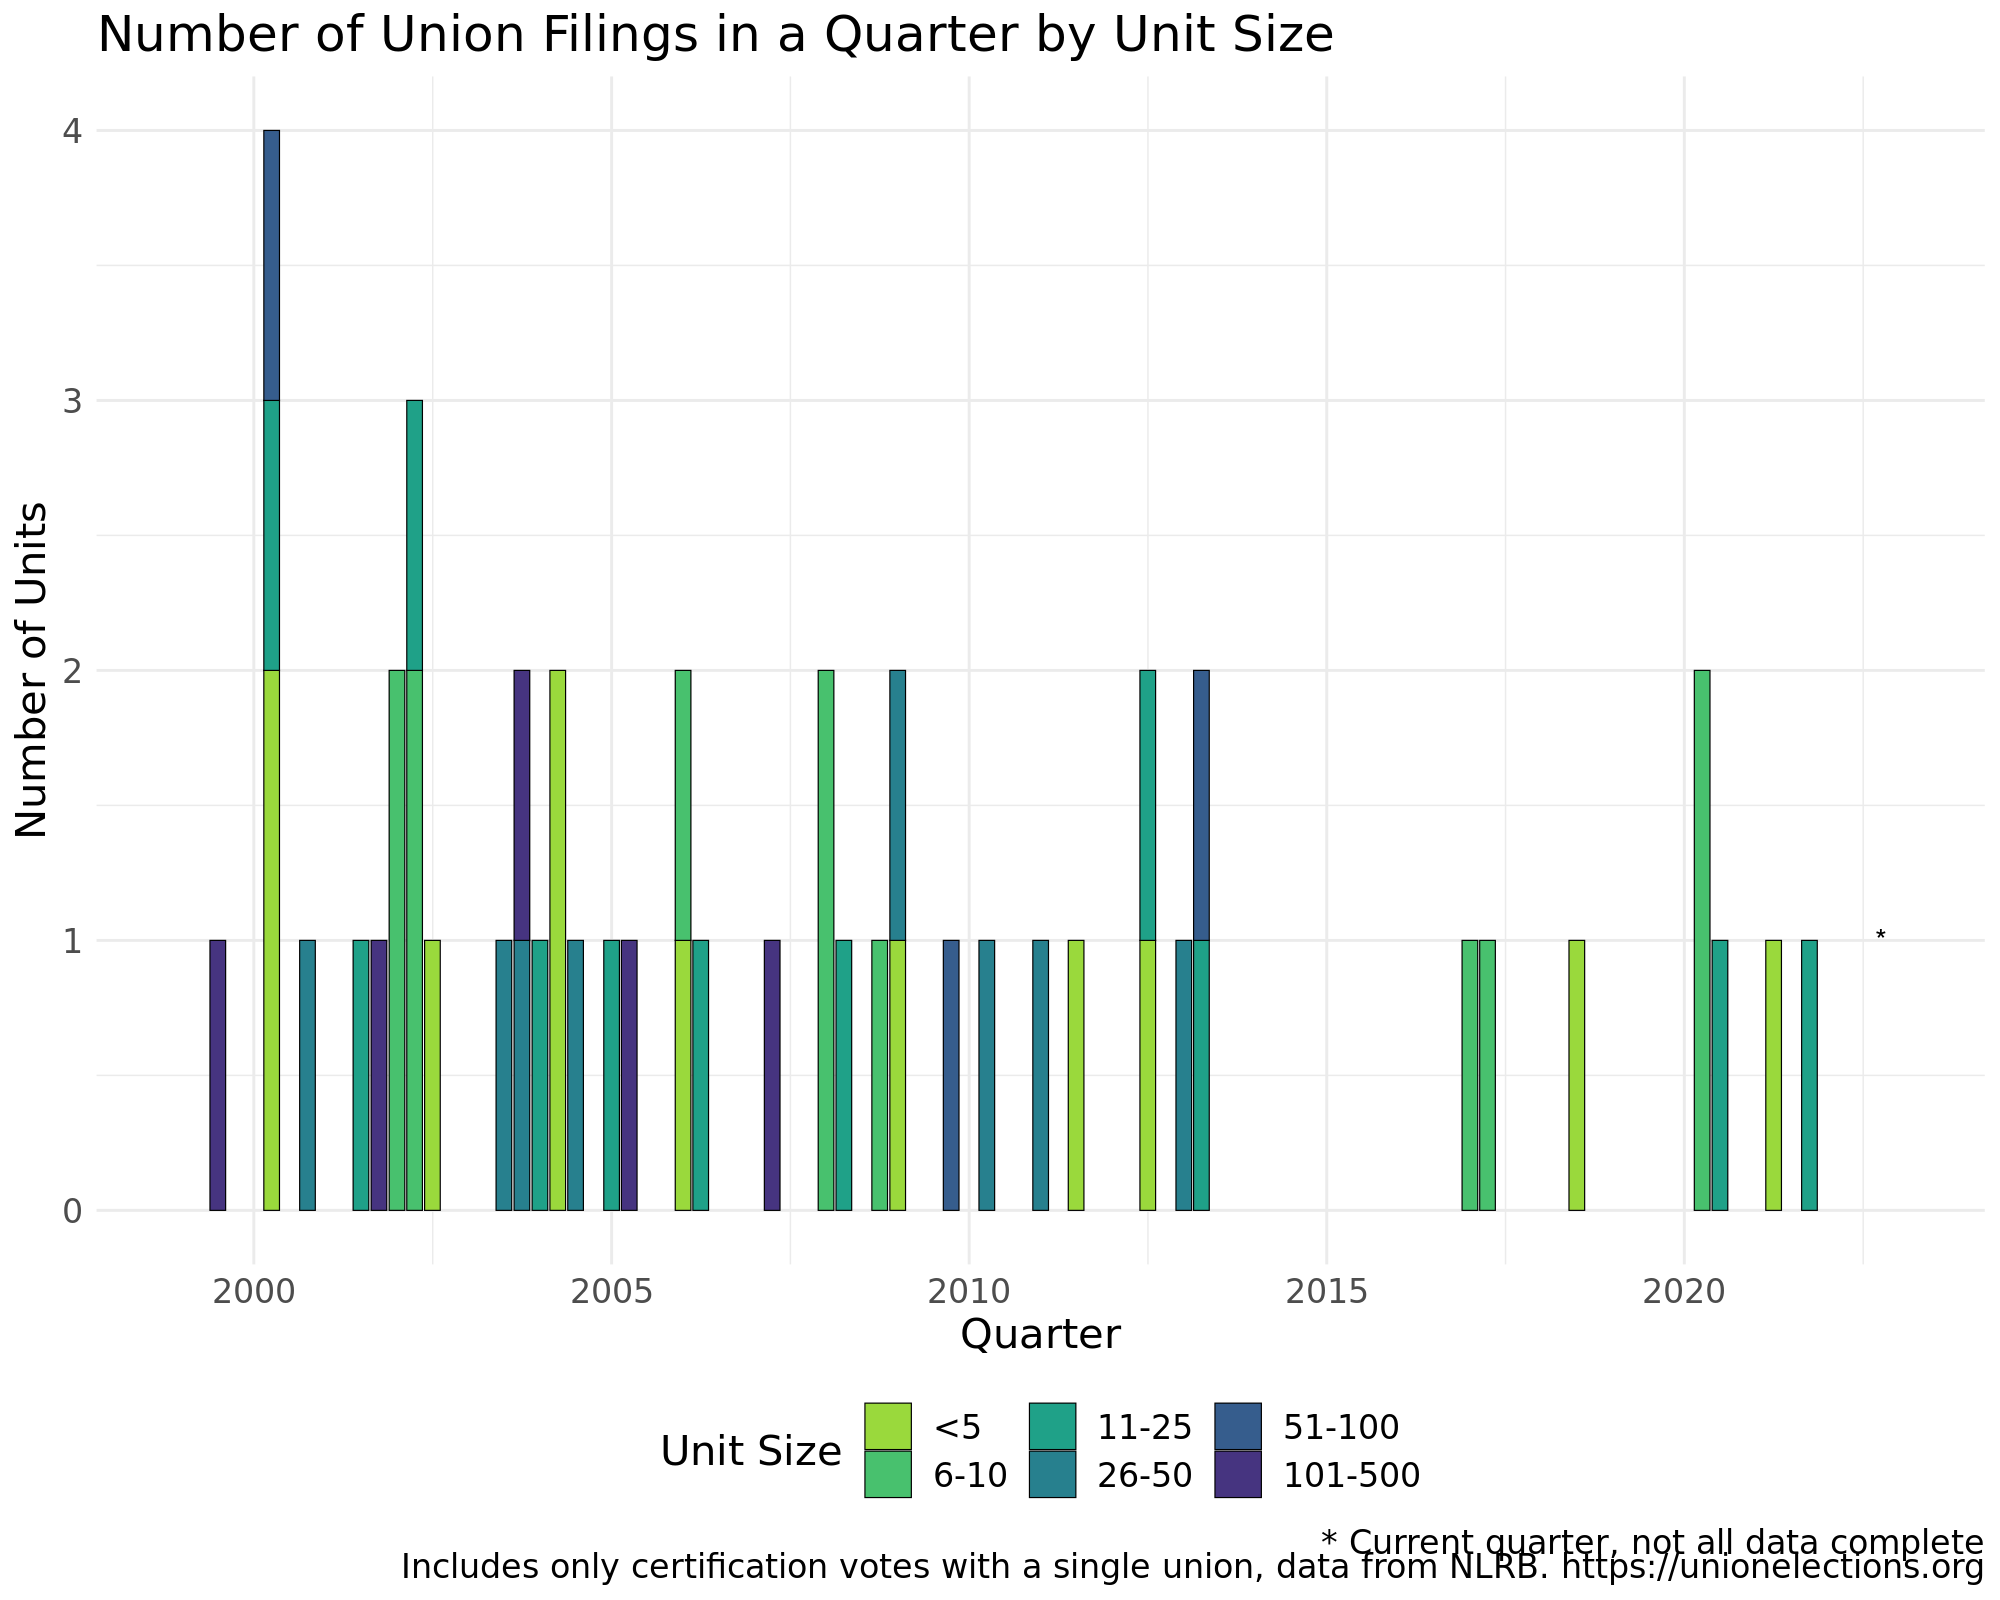 Number of Union Filings in a Quarter by Unit Size
Number of Units
4
3
2
1
0
*
2000 2005 2010 2015 2020
Quarter
Unit Size
<5 11-25 51-100
6-10 26-50 101-500
* Current quarter, not all data complete
Includes only certification votes with a single union, data from NLRB. https://unionelections.org